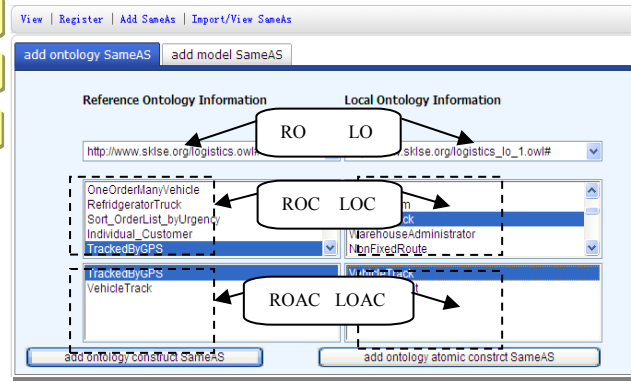 View | Register | Add SameAs | Import/View SameAs
add ontology SameAS add model SameAS
Reference Ontology Information Local Ontology Information
RO LO
http://www.sklse.org/logistics.owl# .sklse.org/logistics_lo_1.owl#
OneOrderManyVehicle
RefridgeratorTruck
Sort_OrderList_byUrgency
Individual_Customer WarehouseAdministrator
TrackedByGPS NonFixedRoute
ROC LOC
TrackedByGPS VehicleTrack
VehicleTrack
ROAC LOAC
add ontology construct SameAS add ontology atomic constrct SameAS